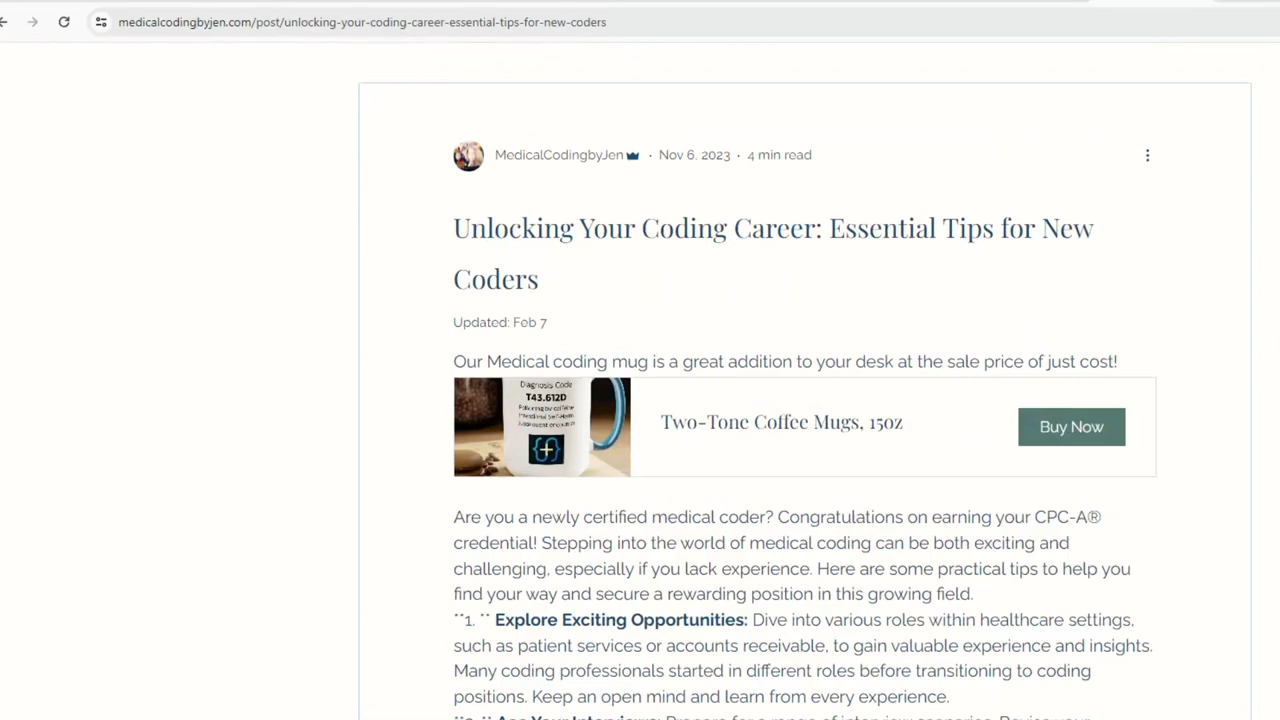 medicalcodingbyjen.com/post/unlocking-your-coding-career-essential-tips-for-new-coders
MedicalCodingbyJen · Nov 6, 2023 · 4 min read
Unlocking Your Coding Career: Essential Tips for New
Coders
Updated: Feb 7
Our Medical coding mug is a great addition to your desk at the sale price of just cost!
Diagnosis Code
T43.612D
Intentional Self-Harm
Two-Tone Coffee Mugs, 15oz
Buy Now
Are you a newly certified medical coder? Congratulations on earning your CPC-A®
credential! Stepping into the world of medical coding can be both exciting and
challenging, especially if you lack experience. Here are some practical tips to help you
find your way and secure a rewarding position in this growing field.
**1. ** Explore Exciting Opportunities: Dive into various roles within healthcare settings,
such as patient services or accounts receivable, to gain valuable experience and insights.
Many coding professionals started in different roles before transitioning to coding
positions. Keep an open mind and learn from every experience.